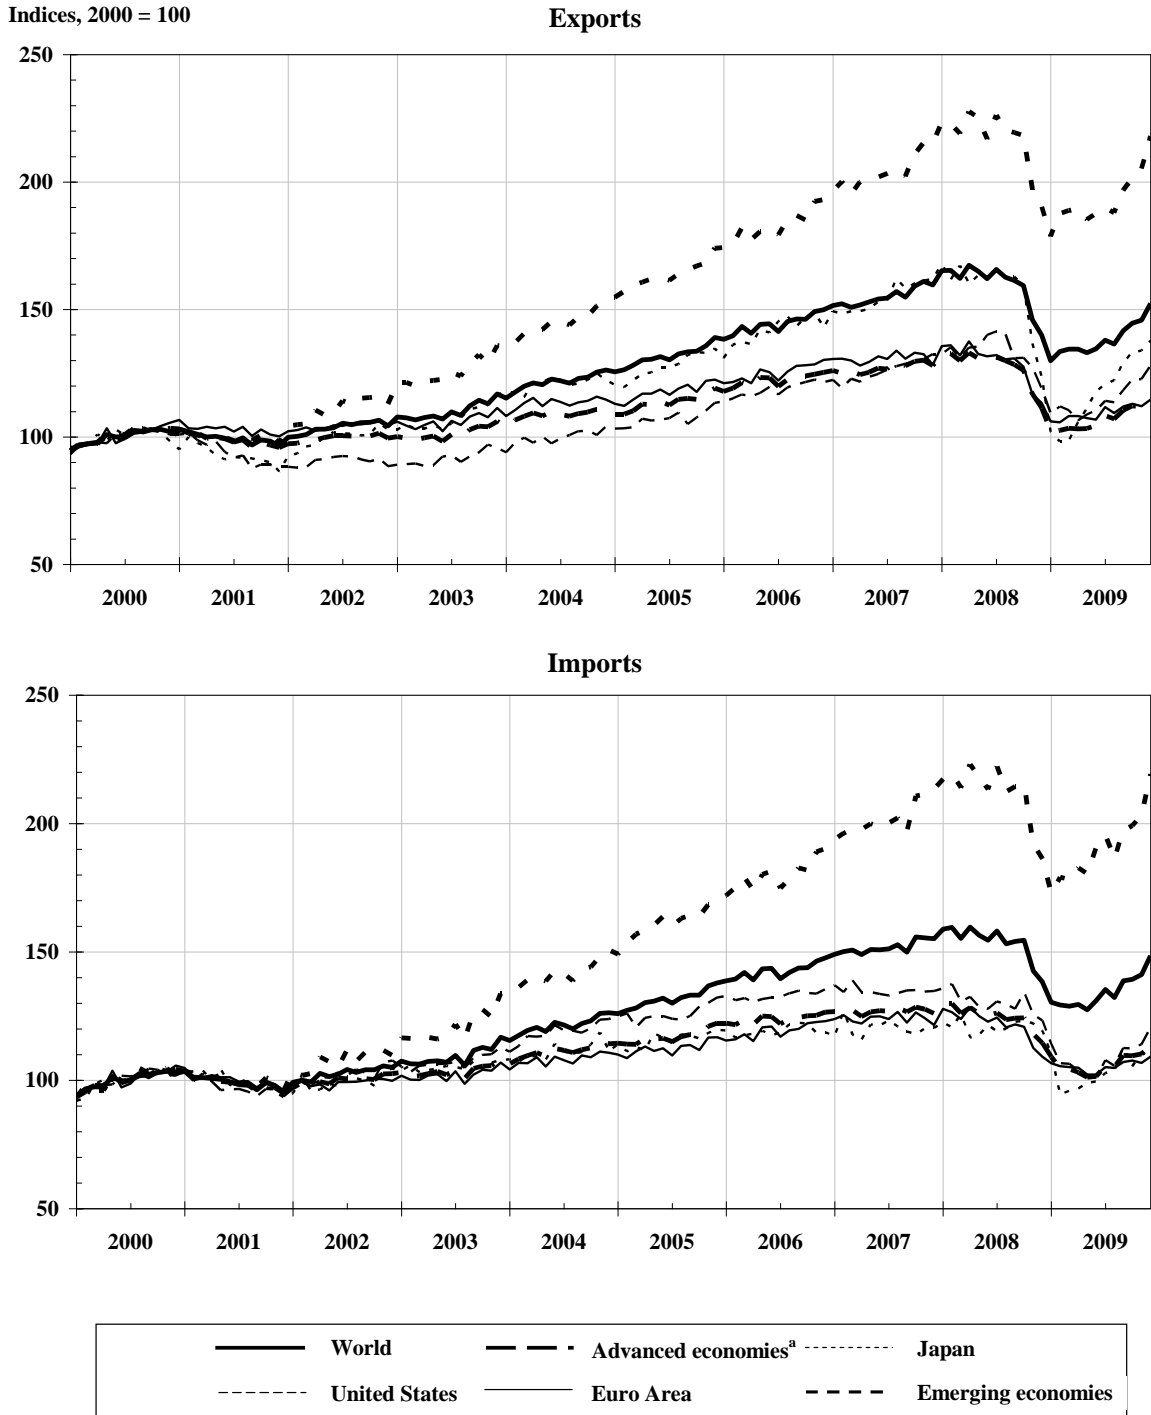 Indices, 2000 = 100
Exports
250
200
150
100
50
2000 2001 2002 2003 2004 2005 2006 2007 2008 2009
Imports
250
200
150
100
50
2000 2001 2002 2003 2004 2005 2006 2007 2008 2009
World Advanced economiesᵃ Japan
United States Euro Area Emerging economies